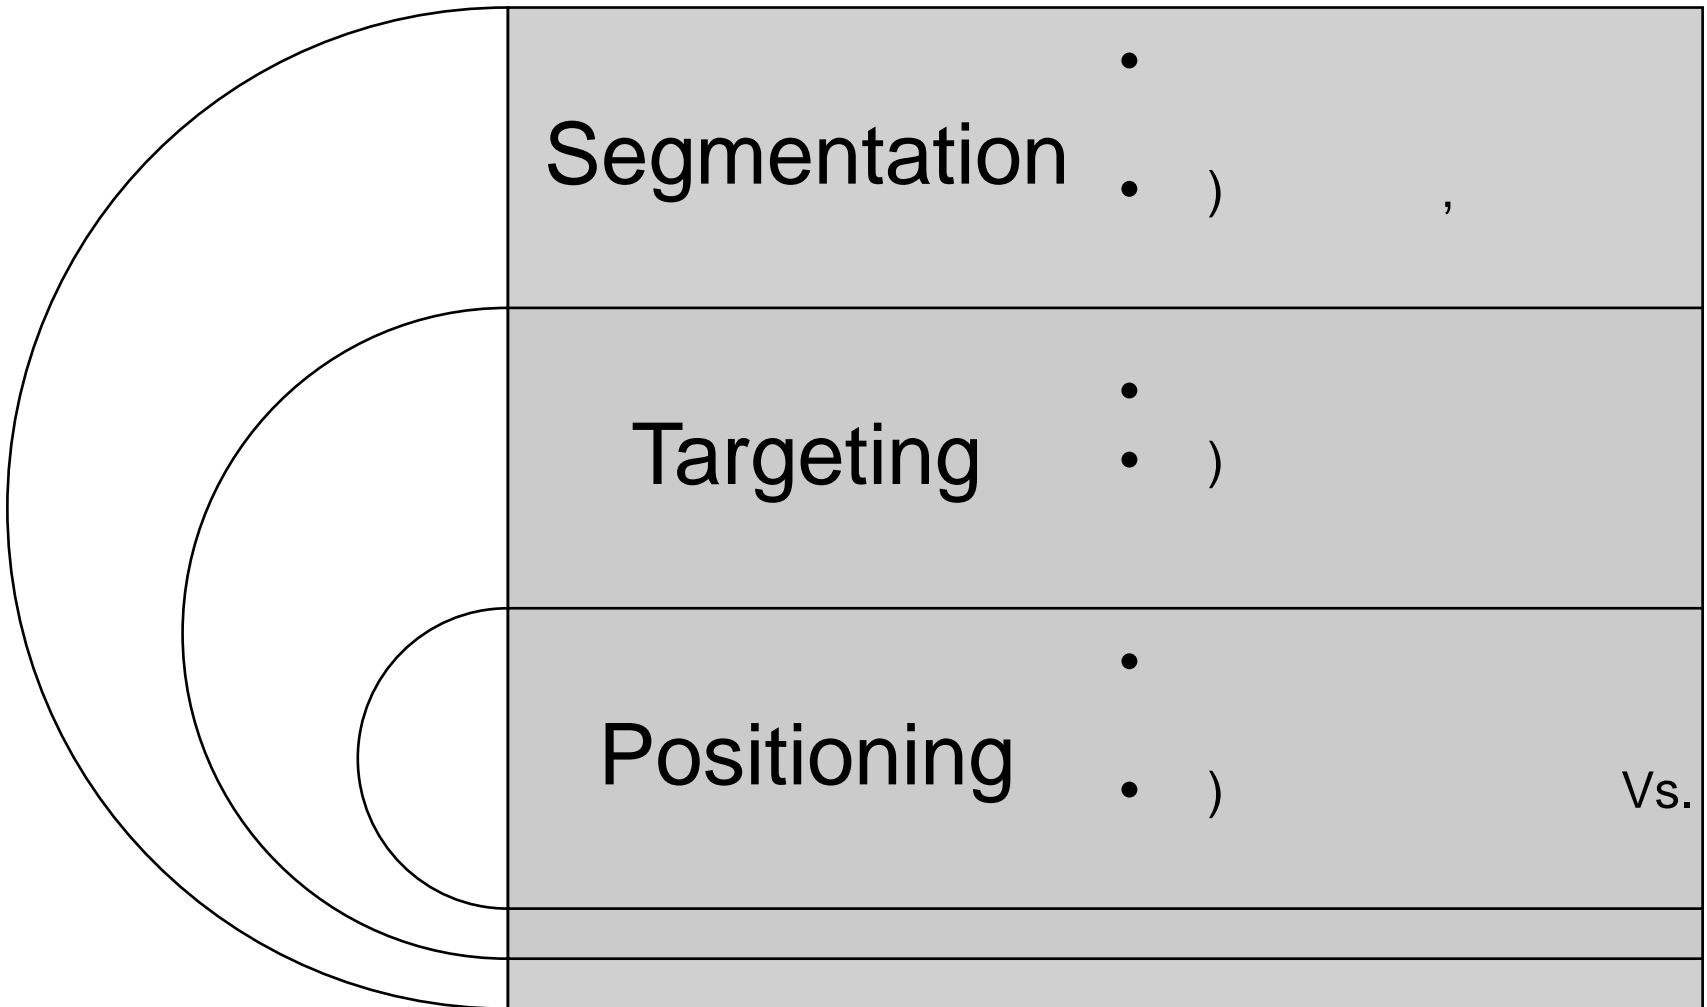 Segmentation
•
• ) ,
Targeting
•
• )
Positioning
•
• ) Vs.